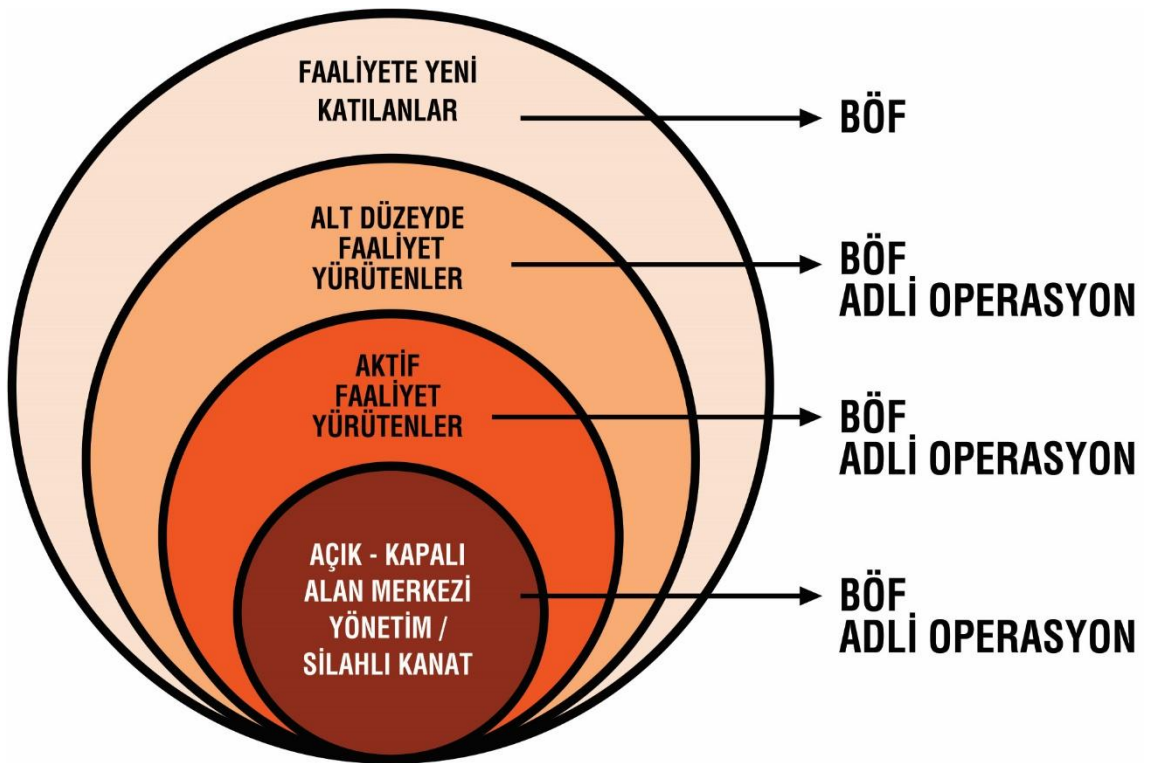 FAALİYETE YENİ
KATILANLAR
BÖF
ALT DÜZEYDE
FAALİYET
YÜRÜTENLER
BÖF
ADLİ OPERASYON
AKTİF
FAALİYET
YÜRÜTENLER
BÖF
ADLİ OPERASYON
AÇIK - KAPALI
ALAN MERKEZİ
YÖNETİM /
SİLAHLI KANAT
BÖF
ADLİ OPERASYON